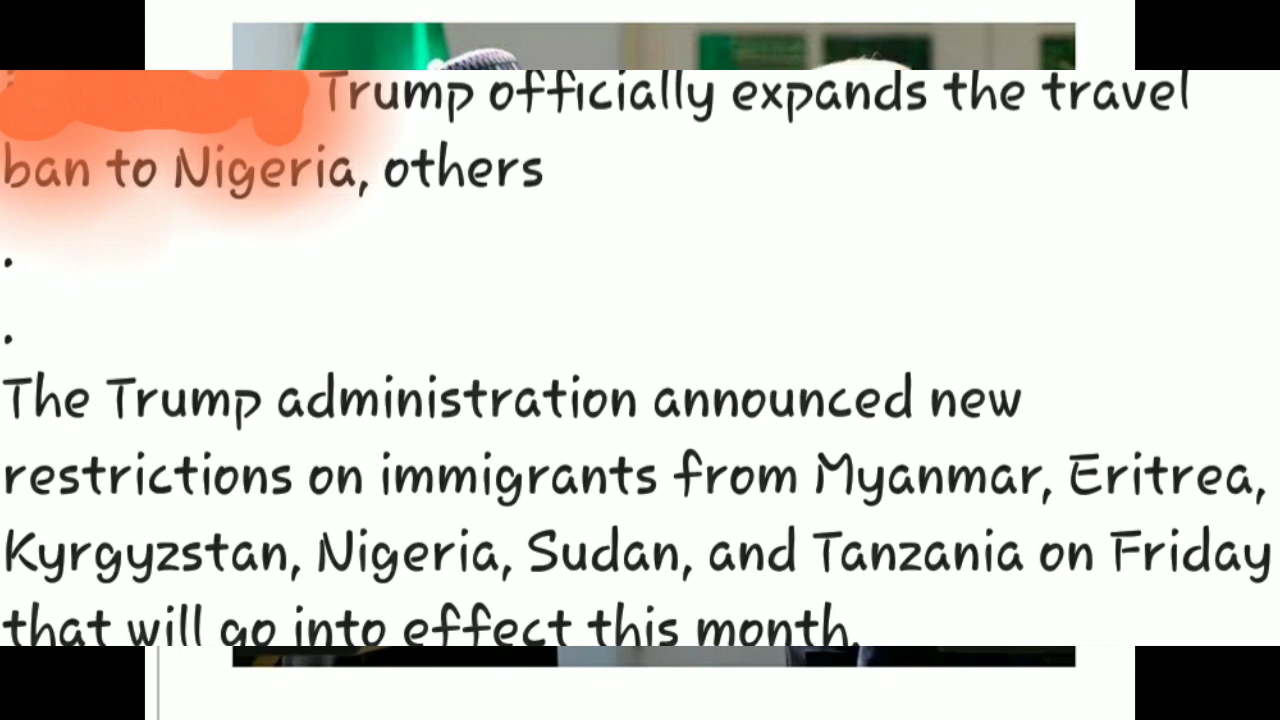 Trump officially expands the travel
ban to Nigeria, others
.
.
The Trump administration announced new
restrictions on immigrants from Myanmar, Eritrea,
Kyrgyzstan, Nigeria, Sudan, and Tanzania on Friday
that will go into effect this month.